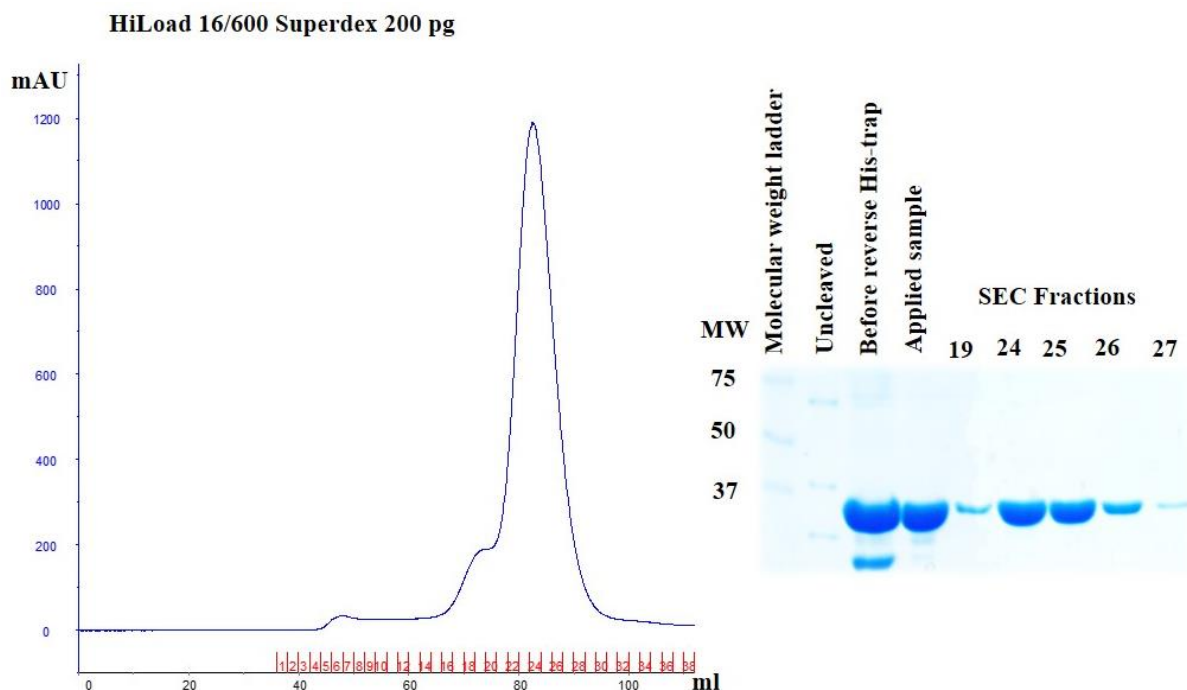 HiLoad 16/600 Superdex 200 pg
mAU
1200
1000
800
600
400
200
0
1 2 3 4 5 6 7 8 9 10 12 14 16 18 20 22 24 26 28 30 32 34 36 38
0 20 40 60 80 100 ml
Molecular weight ladder
Uncleaved
Before reverse His-trap
Applied sample
SEC Fractions
MW
19 24 25 26 27
75
50
37